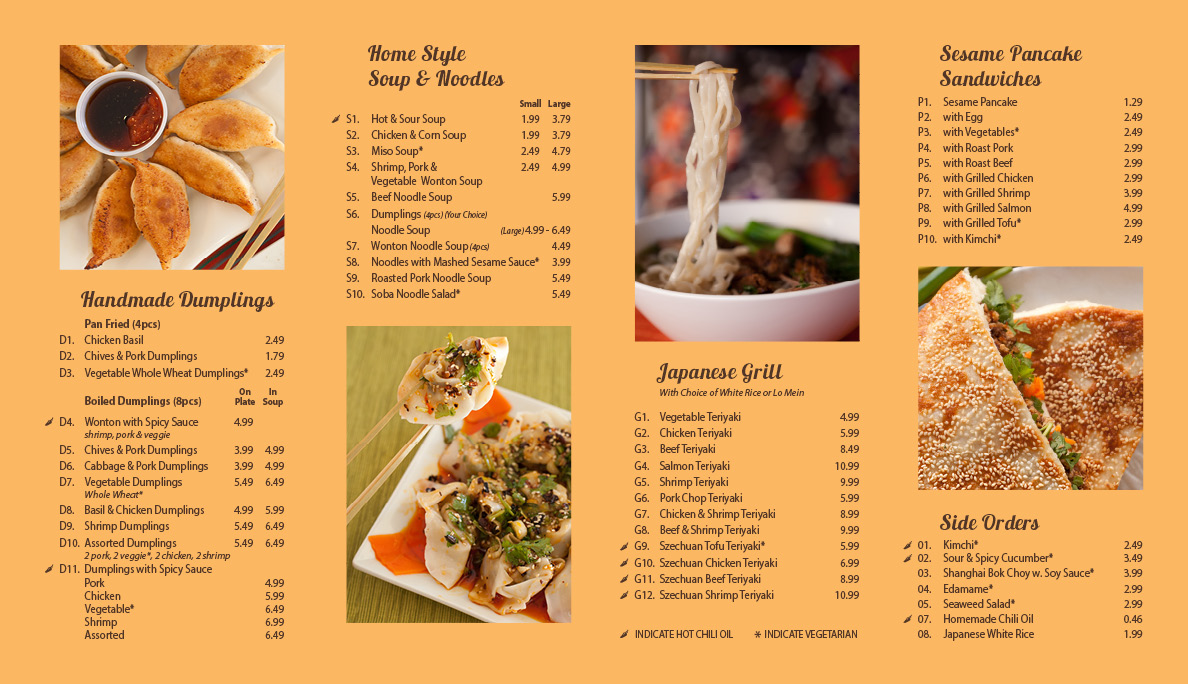 Handmade Dumplings
Pan Fried (4pcs)
D1. Chicken Basil 2.49
D2. Chives & Pork Dumplings 1.79
D3. Vegetable Whole Wheat Dumplings* 2.49
On Plate In Soup
Boiled Dumplings (8pcs)
D4. Wonton with Spicy Sauce 4.99
shrimp, pork & veggie
D5. Chives & Pork Dumplings 3.99 4.99
D6. Cabbage & Pork Dumplings 3.99 4.99
D7. Vegetable Dumplings 5.49 6.49
Whole Wheat*
D8. Basil & Chicken Dumplings 4.99 5.99
D9. Shrimp Dumplings 5.49 6.49
D10. Assorted Dumplings 5.49 6.49
2 pork, 2 veggie*, 2 chicken, 2 shrimp
D11. Dumplings with Spicy Sauce
Pork 4.99
Chicken 5.99
Vegetable* 6.49
Shrimp 6.99
Assorted 6.49
Home Style
Soup & Noodles
Small Large
S1. Hot & Sour Soup 1.99 3.79
S2. Chicken & Corn Soup 1.99 3.79
S3. Miso Soup* 2.49 4.79
S4. Shrimp, Pork & 2.49 4.99
Vegetable Wonton Soup
S5. Beef Noodle Soup 5.99
S6. Dumplings (4pcs) (Your Choice)
Noodle Soup (Large) 4.99 - 6.49
S7. Wonton Noodle Soup (4pcs) 4.49
S8. Noodles with Mashed Sesame Sauce* 3.99
S9. Roasted Pork Noodle Soup 5.49
S10. Soba Noodle Salad* 5.49
Japanese Grill
With Choice of White Rice or Lo Mein
G1. Vegetable Teriyaki 4.99
G2. Chicken Teriyaki 5.99
G3. Beef Teriyaki 8.49
G4. Salmon Teriyaki 10.99
G5. Shrimp Teriyaki 9.99
G6. Pork Chop Teriyaki 5.99
G7. Chicken & Shrimp Teriyaki 8.99
G8. Beef & Shrimp Teriyaki 9.99
G9. Szechuan Tofu Teriyaki* 5.99
G10. Szechuan Chicken Teriyaki 6.99
G11. Szechuan Beef Teriyaki 8.99
G12. Szechuan Shrimp Teriyaki 10.99
INDICATE HOT CHILI OIL * INDICATE VEGETARIAN
Sesame Pancake
Sandwiches
P1. Sesame Pancake 1.29
P2. with Egg 2.49
P3. with Vegetables* 2.49
P4. with Roast Pork 2.99
P5. with Roast Beef 2.99
P6. with Grilled Chicken 2.99
P7. with Grilled Shrimp 3.99
P8. with Grilled Salmon 4.99
P9. with Grilled Tofu* 2.99
P10. with Kimchi* 2.49
Side Orders
01. Kimchi* 2.49
02. Sour & Spicy Cucumber* 3.49
03. Shanghai Bok Choy w. Soy Sauce* 3.99
04. Edamame* 2.99
05. Seaweed Salad* 2.99
07. Homemade Chili Oil 0.46
08. Japanese White Rice 1.99